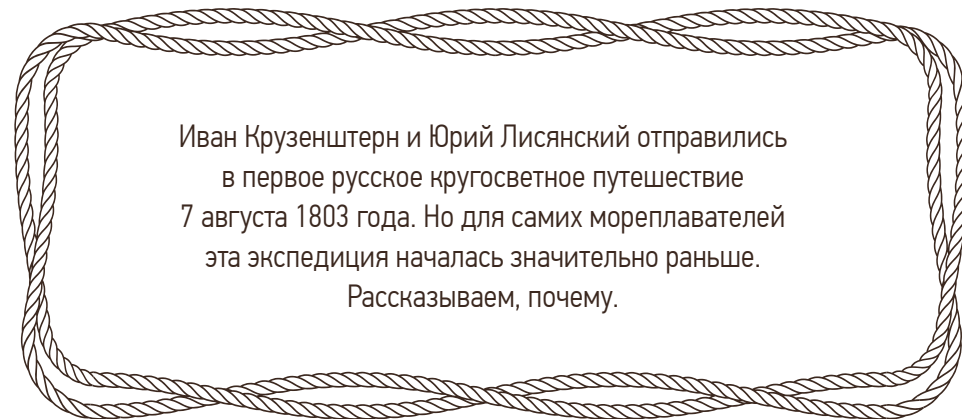 Иван Крузенштерн и Юрий Лисянский отправились
в первое русское кругосветное путешествие
7 августа 1803 года. Но для самих мореплавателей
эта экспедиция началась значительно раньше.
Рассказываем, почему.